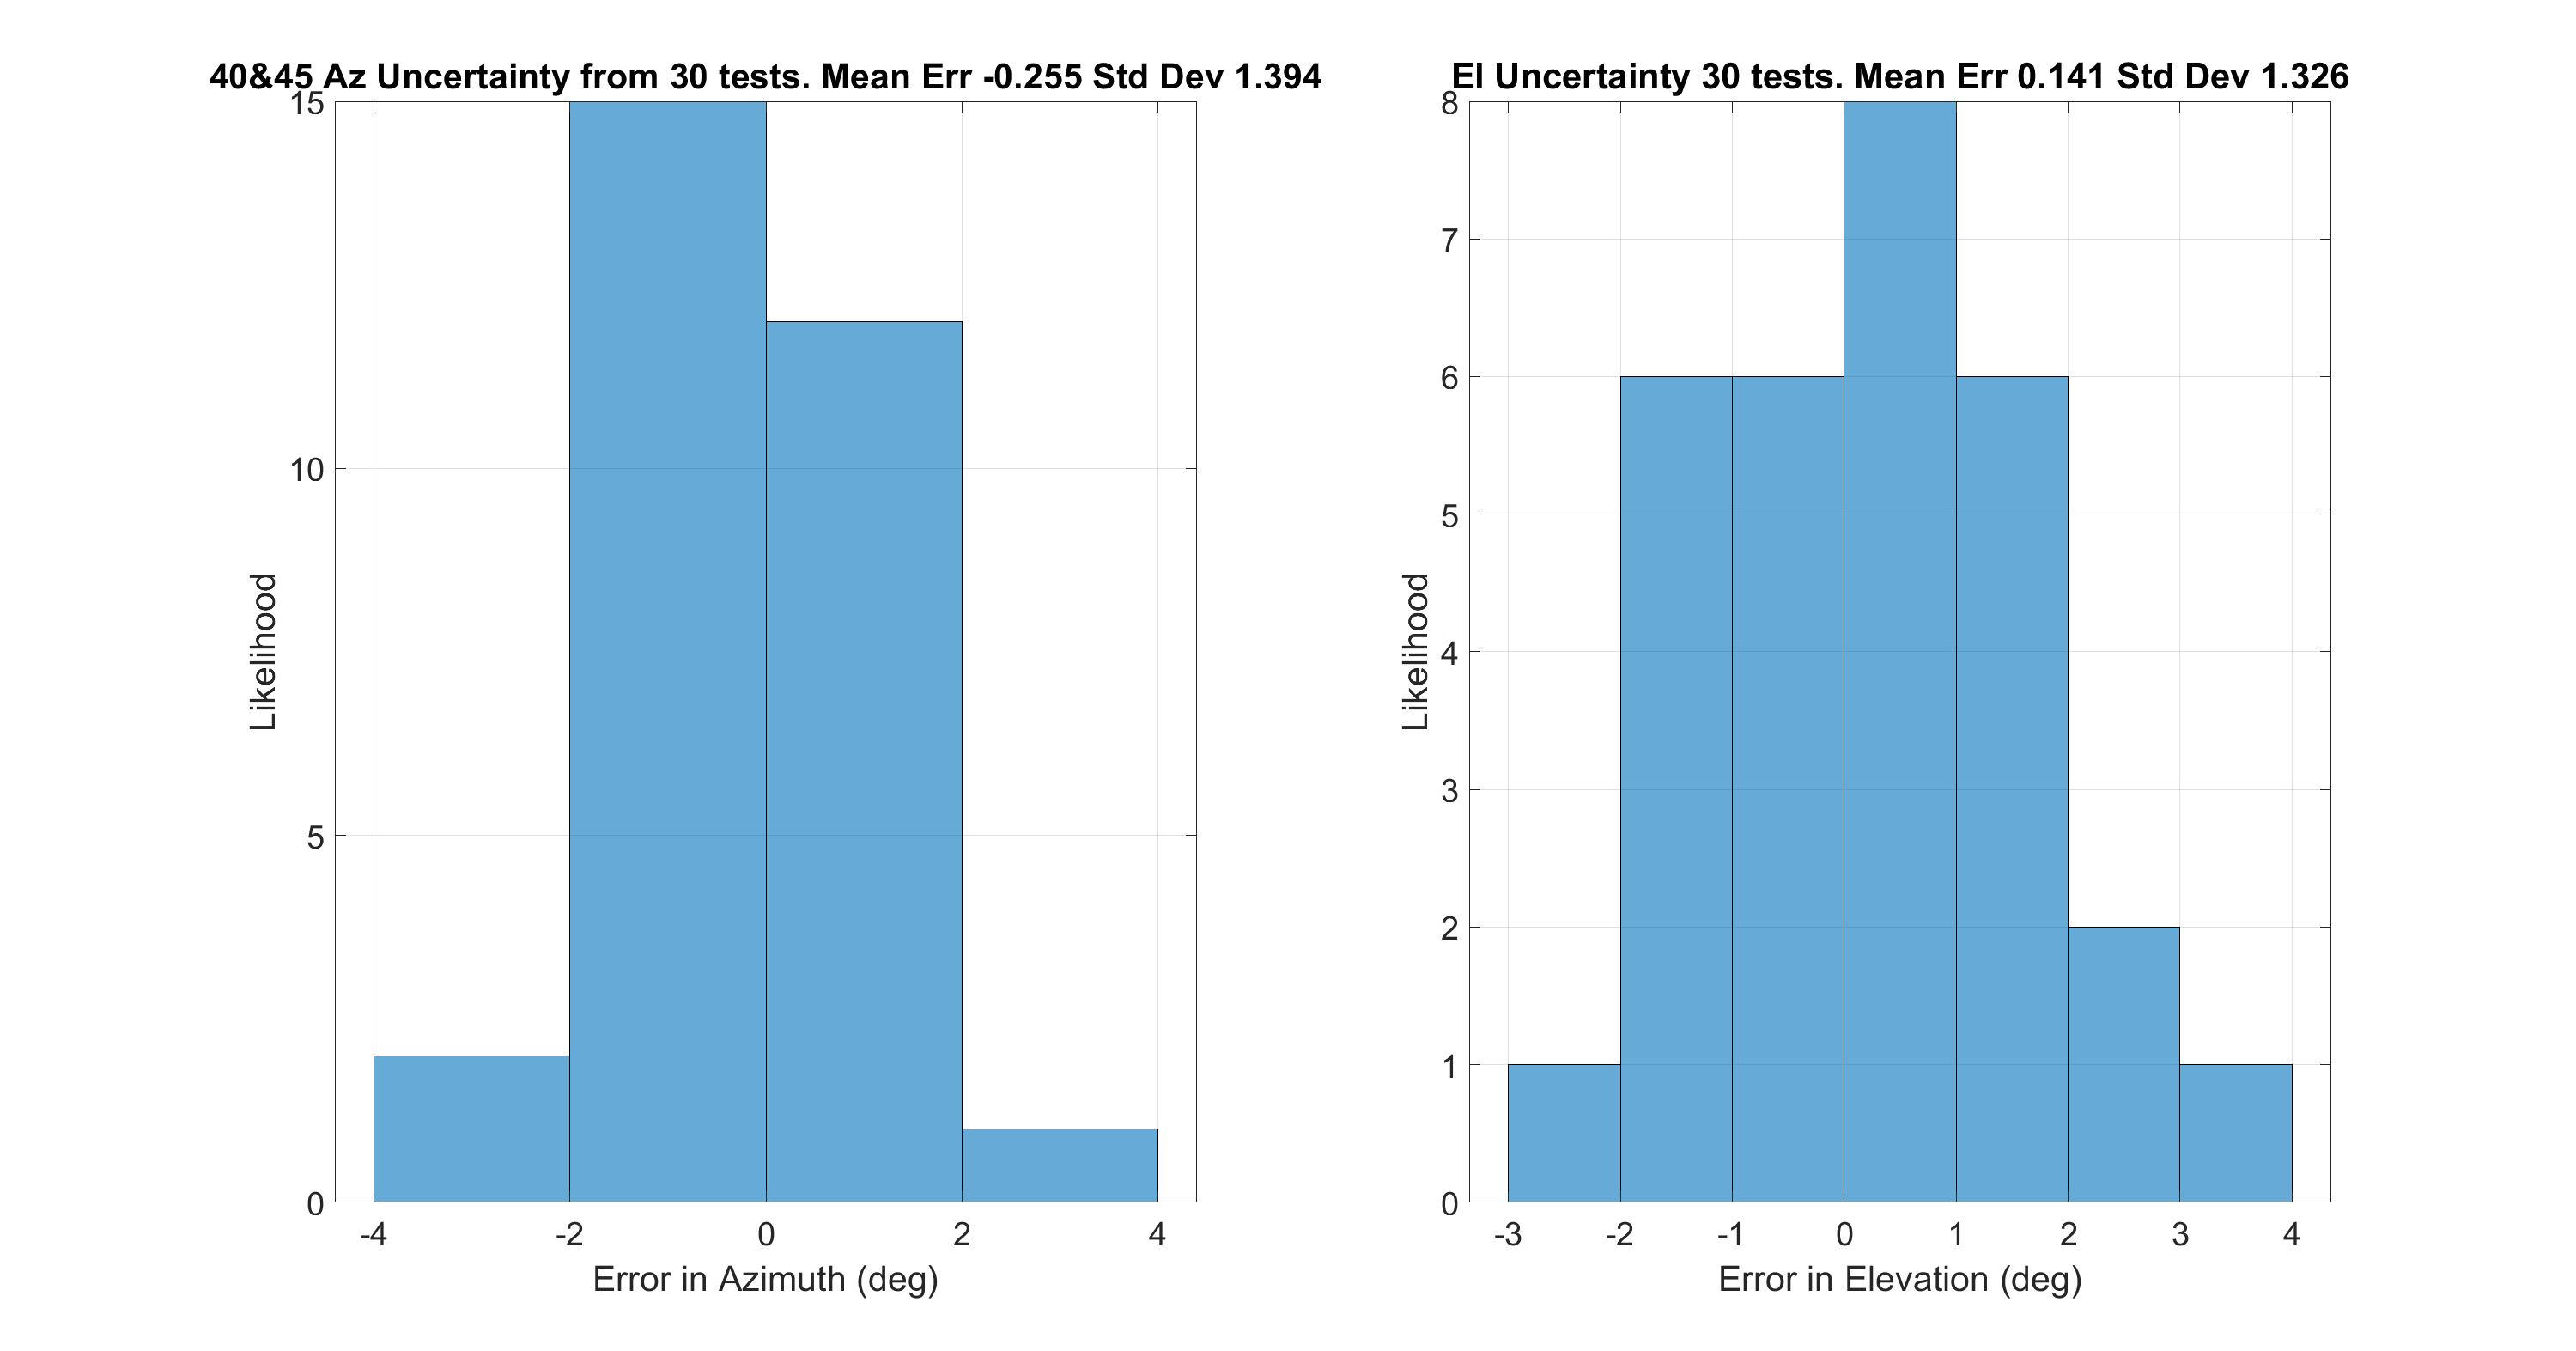 40&45 Az Uncertainty from 30 tests. Mean Err -0.255 Std Dev 1.394
15
10
5
0
Likelihood
-4 -2 0 2 4
Error in Azimuth (deg)
El Uncertainty 30 tests. Mean Err 0.141 Std Dev 1.326
8
7
6
5
4
3
2
1
0
Likelihood
-3 -2 -1 0 1 2 3 4
Error in Elevation (deg)